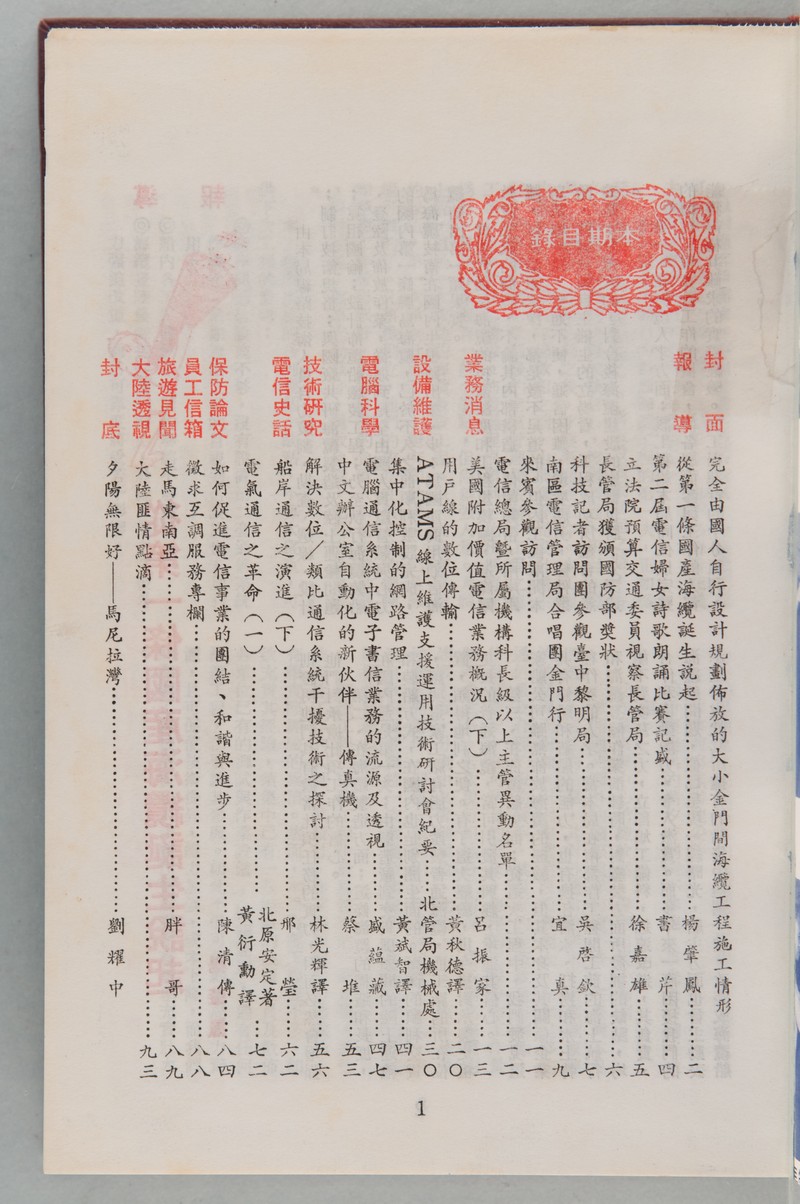 錄目期本
封面 完全由國人自行設計規劃佈放的大小金門間海纜工程施工情形
報導 從第一條國產海纜誕生說起……楊肇鳳……二
第二屆電信婦女詩歌朗誦比賽記盛……書芹……四
立法院預算交通委員視察長管局……徐嘉雄……五
長管局獲頒國防部獎狀……六
科技記者訪問團參觀臺中黎明局……吳啓欽……七
南區電信管理局合唱團金門行……宜真……九
來賓參觀訪問……一一
電信總局暨所屬機構科長級以上主管異動名單……一二
業務消息 美國附加價值電信業務概況（下）……呂振家……一三
用戶線的數位傳輸……黃秋德譯……二〇
設備維護 ATAMS線上維護支援運用技術研討會紀要……北管局機械處……三〇
集中化控制的網路管理……黃斌智譯……四一
電腦科學 電腦通信系統中電子書信業務的流源及透視……盛蘊藏……四七
中文辦公室自動化的新伙伴——傳真機……蔡堆……五三
技術研究 解決數位／類比通信系統干擾技術之探討……林光輝譯……五六
電信史話 船岸通信之演進（下）……邢瑩……六二
電氣通信之革命（一）……北原安定著 黃衍勳譯……七二
保防論文 如何促進電信事業的團結、和諧與進步……陳清傳……八四
員工信箱 徵求互調服務專欄……八八
旅遊見聞 走馬東南亞……胖哥……八九
大陸透視 大陸匪情點滴……九三
封底 夕陽無限好——馬尼拉灣……劉耀中
1